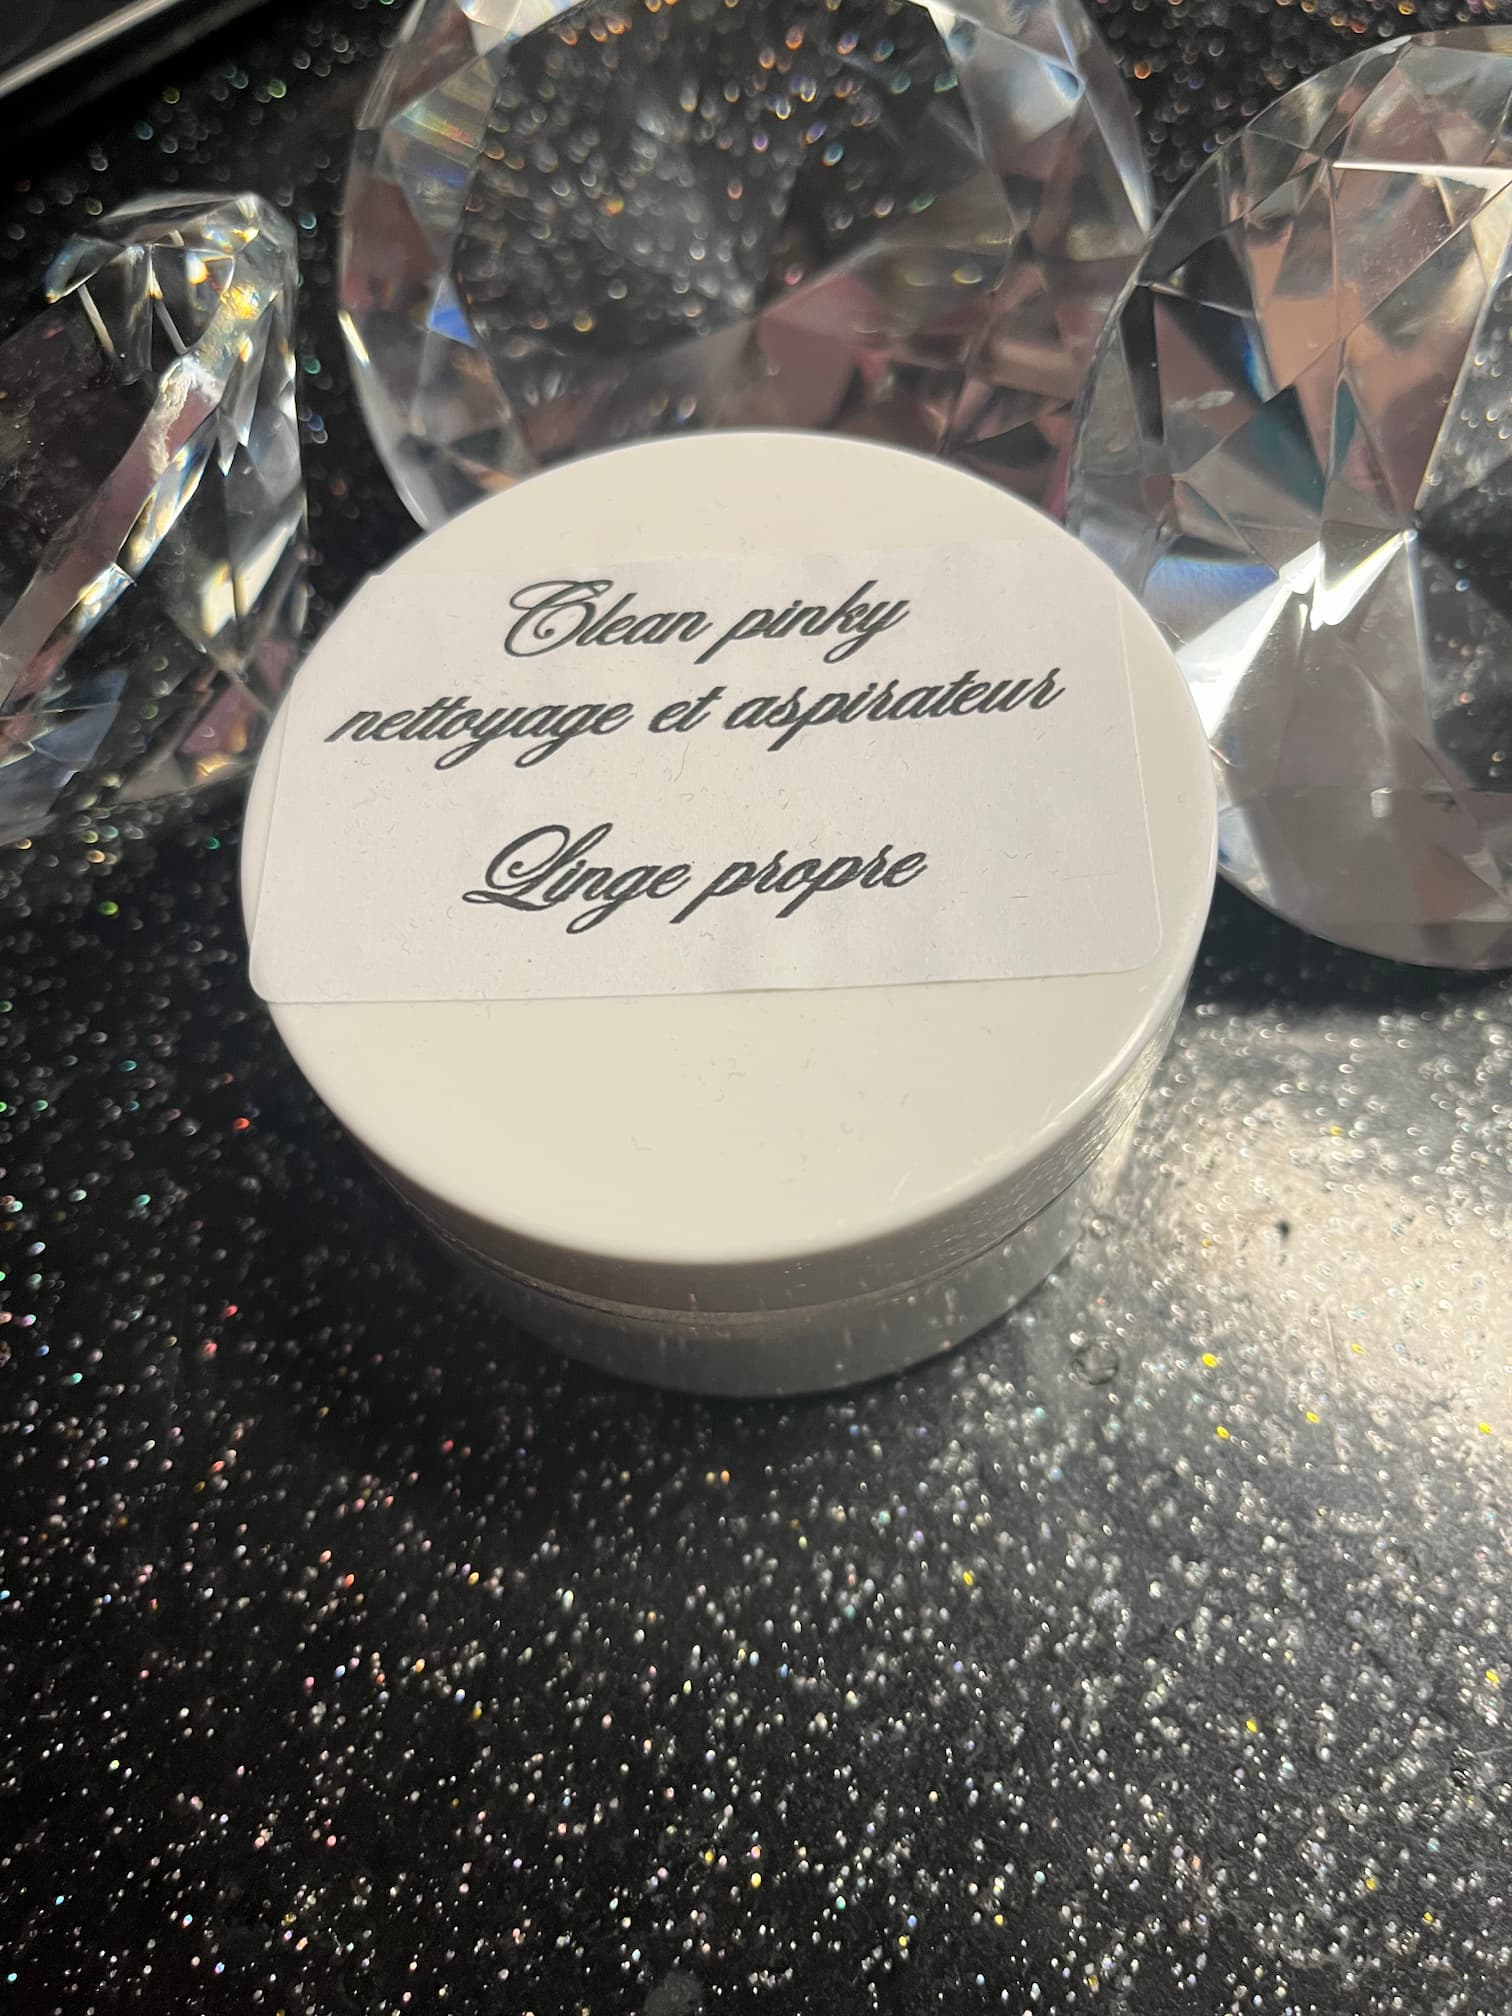 Clean pinky
nettoyage et aspirateur
Linge propre